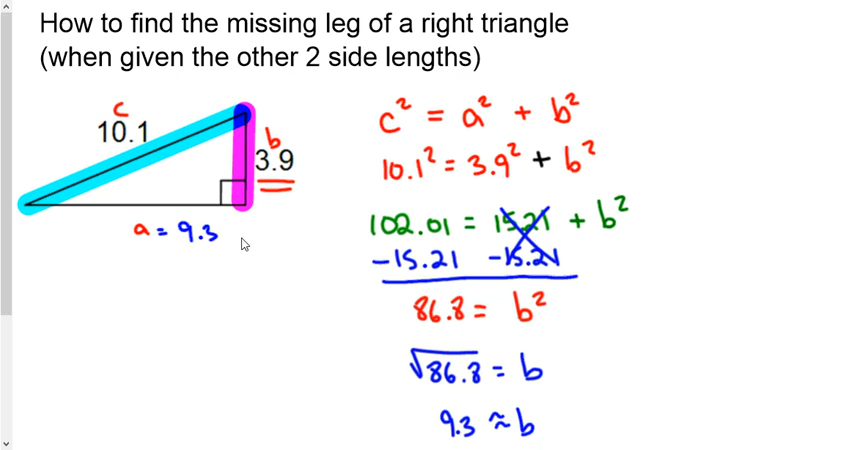 How to find the missing leg of a right triangle
(when given the other 2 side lengths)
c
10.1
b
3.9
a = 9.3
c² = a² + b²
10.1² = 3.9² + b²
102.01 = 15.21 + b²
-15.21 -15.21
86.8 = b²
√86.8 = b
9.3 ≈ b